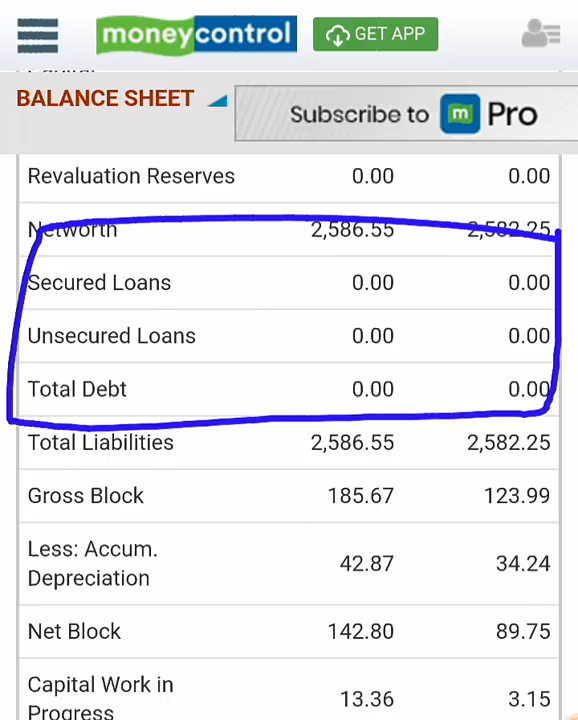 moneycontrol GET APP
BALANCE SHEET Subscribe to m Pro
Revaluation Reserves 0.00 0.00
Networth 2,586.55 2,582.25
Secured Loans 0.00 0.00
Unsecured Loans 0.00 0.00
Total Debt 0.00 0.00
Total Liabilities 2,586.55 2,582.25
Gross Block 185.67 123.99
Less: Accum.
Depreciation 42.87 34.24
Net Block 142.80 89.75
Capital Work in
Progress 13.36 3.15